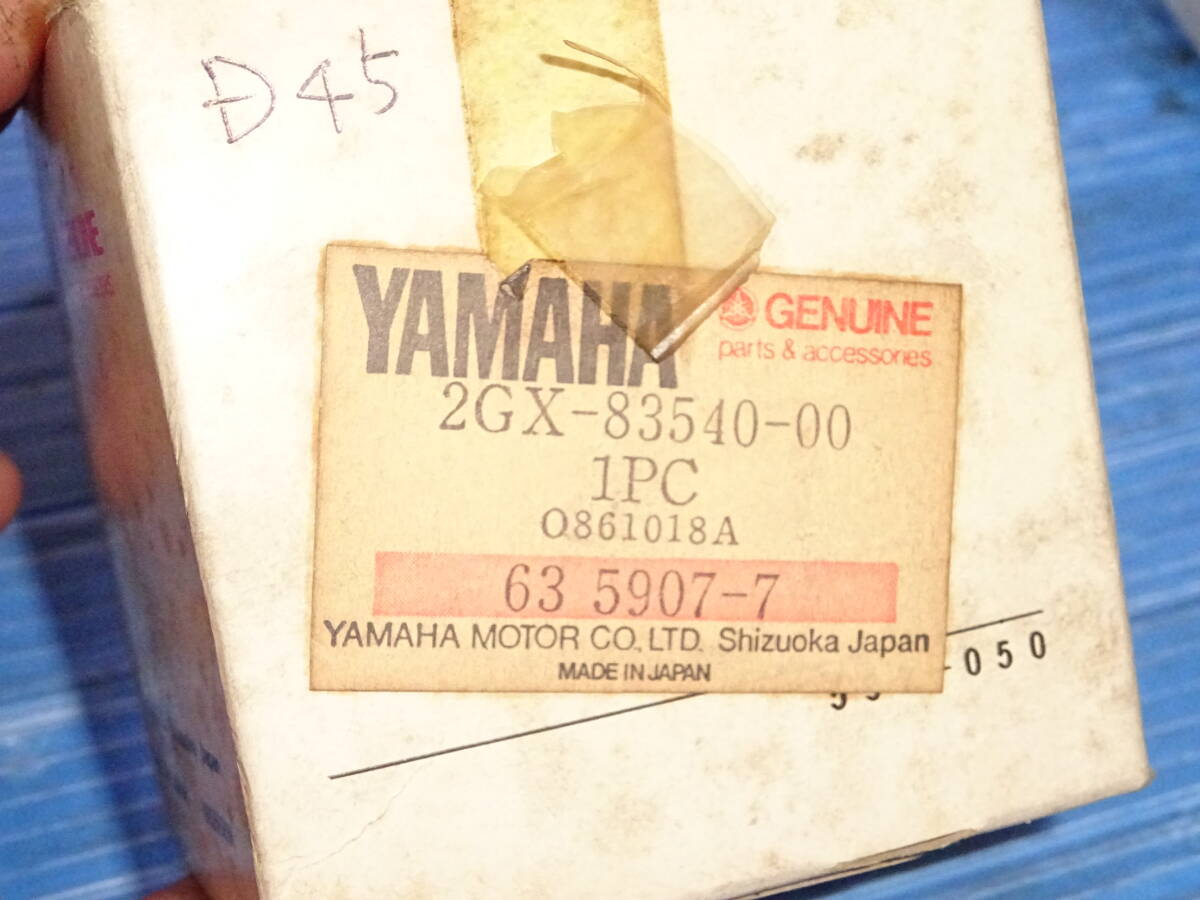 D45
YAMAHA
GENUINE
parts & accessories
2GX-83540-00
1PC
O861018A
63 5907-7
YAMAHA MOTOR CO., LTD. Shizuoka Japan
MADE IN JAPAN
-050